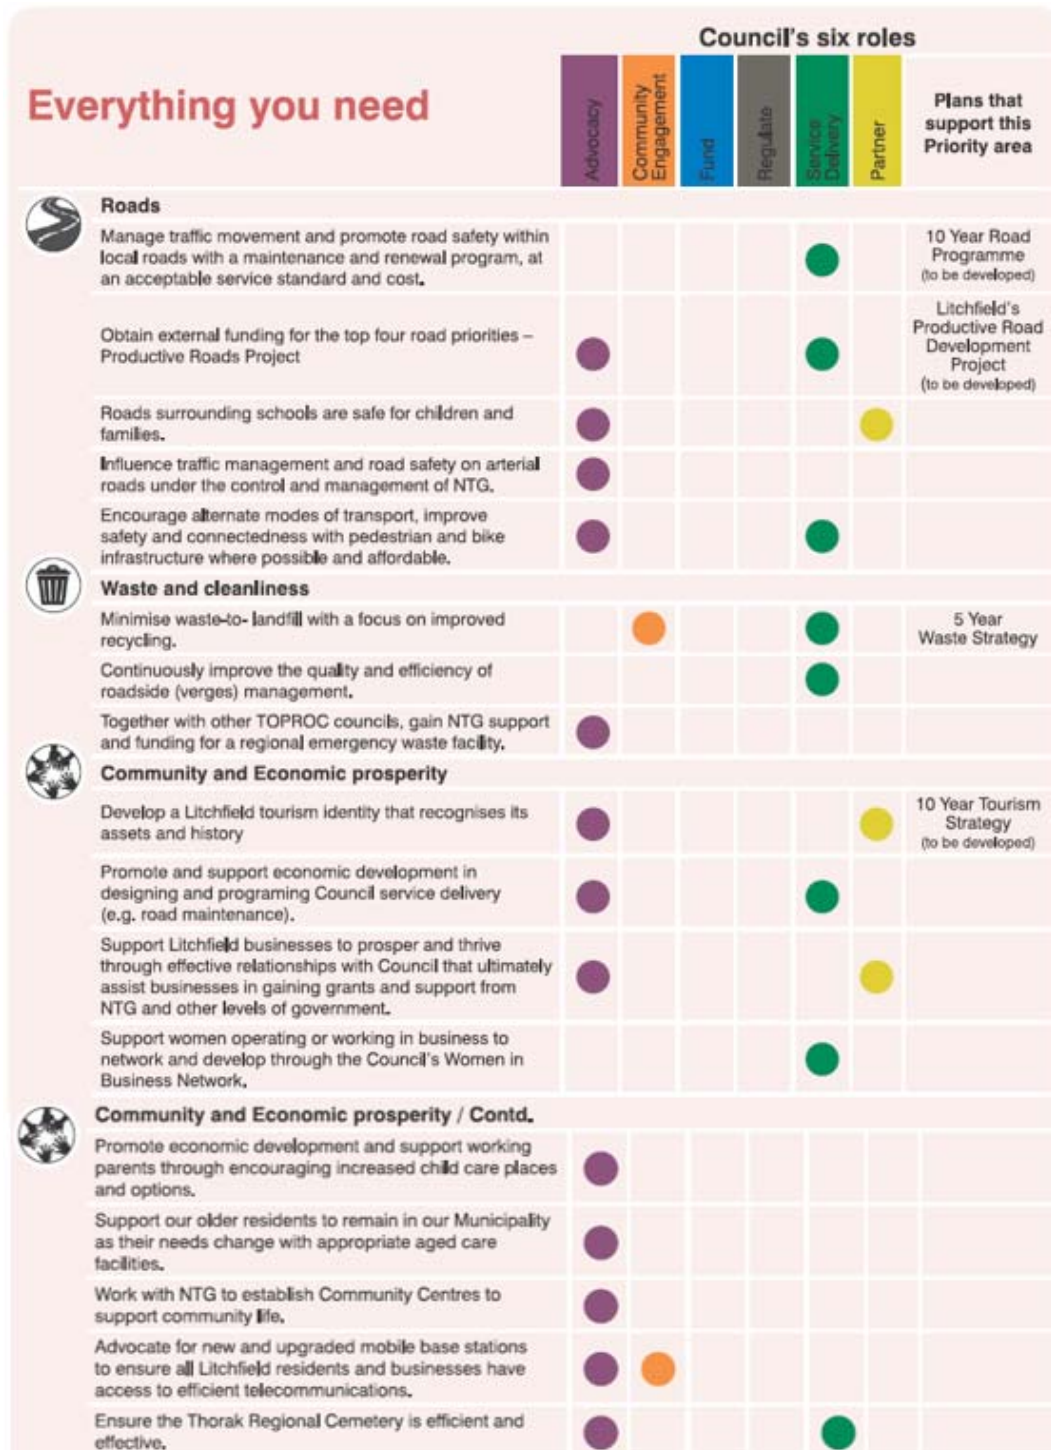 Council's six roles
Everything you need
Advocacy
Community
Engagement
Fund
Regulate
Service
Delivery
Partner
Plans that
support this
Priority area
Roads
Manage traffic movement and promote road safety within
local roads with a maintenance and renewal program, at
an acceptable service standard and cost.
10 Year Road
Programme
(to be developed)
Obtain external funding for the top four road priorities –
Productive Roads Project
Litchfield's
Productive Road
Development
Project
(to be developed)
Roads surrounding schools are safe for children and
families.
Influence traffic management and road safety on arterial
roads under the control and management of NTG.
Encourage alternate modes of transport, improve
safety and connectedness with pedestrian and bike
infrastructure where possible and affordable.
Waste and cleanliness
Minimise waste-to- landfill with a focus on improved
recycling.
5 Year
Waste Strategy
Continuously improve the quality and efficiency of
roadside (verges) management.
Together with other TOPROC councils, gain NTG support
and funding for a regional emergency waste facility.
Community and Economic prosperity
Develop a Litchfield tourism identity that recognises its
assets and history
10 Year Tourism
Strategy
(to be developed)
Promote and support economic development in
designing and programing Council service delivery
(e.g. road maintenance).
Support Litchfield businesses to prosper and thrive
through effective relationships with Council that ultimately
assist businesses in gaining grants and support from
NTG and other levels of government.
Support women operating or working in business to
network and develop through the Council's Women in
Business Network.
Community and Economic prosperity / Contd.
Promote economic development and support working
parents through encouraging increased child care places
and options.
Support our older residents to remain in our Municipality
as their needs change with appropriate aged care
facilities.
Work with NTG to establish Community Centres to
support community life.
Advocate for new and upgraded mobile base stations
to ensure all Litchfield residents and businesses have
access to efficient telecommunications.
Ensure the Thorak Regional Cemetery is efficient and
effective.